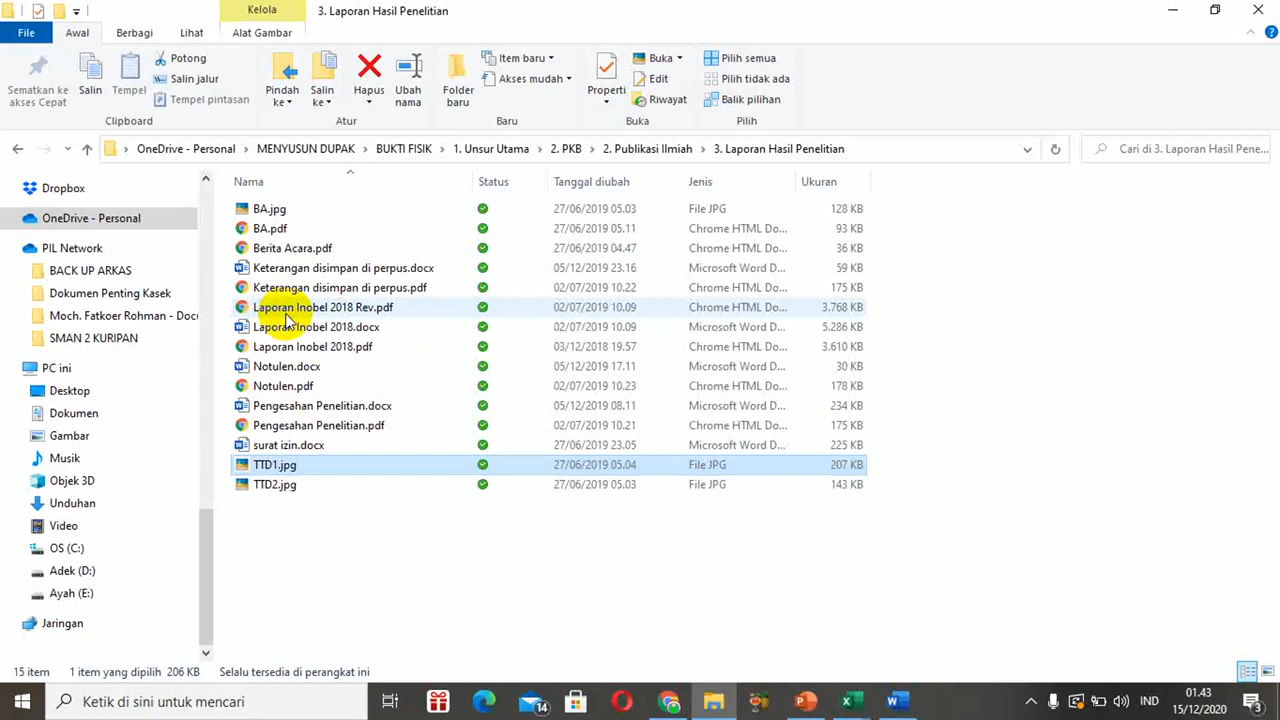 Kelola
3. Laporan Hasil Penelitian
File
Awal
Berbagi
Lihat
Alat Gambar
Sematkan ke Akses Cepat
Salin
Tempel
Potong
Salin jalur
Tempel pintasan
Clipboard
Pindah ke
Salin ke
Hapus
Ubah nama
Atur
Folder baru
Item baru
Akses mudah
Baru
Properti
Buka
Edit
Riwayat
Buka
Pilih semua
Pilih tidak ada
Balik pilihan
Pilih
OneDrive - Personal › MENYUSUN DUPAK › BUKTI FISIK › 1. Unsur Utama › 2. PKB › 2. Publikasi Ilmiah › 3. Laporan Hasil Penelitian
Cari di 3. Laporan Hasil Pene...
Dropbox
OneDrive - Personal
PIL Network
BACK UP ARKAS
Dokumen Penting Kasek
Moch. Fatkoer Rohman - Docu
SMAN 2 KURIPAN
PC ini
Desktop
Dokumen
Gambar
Musik
Objek 3D
Unduhan
Video
OS (C:)
Adek (D:)
Ayah (E:)
Jaringan
Nama Status Tanggal diubah Jenis Ukuran
BA.jpg 27/06/2019 05.03 File JPG 128 KB
BA.pdf 27/06/2019 05.11 Chrome HTML Do... 93 KB
Berita Acara.pdf 27/06/2019 04.47 Chrome HTML Do... 36 KB
Keterangan disimpan di perpus.docx 05/12/2019 23.16 Microsoft Word D... 59 KB
Keterangan disimpan di perpus.pdf 02/07/2019 10.22 Chrome HTML Do... 175 KB
Laporan Inobel 2018 Rev.pdf 02/07/2019 10.09 Chrome HTML Do... 3.768 KB
Laporan Inobel 2018.docx 02/07/2019 10.09 Microsoft Word D... 5.286 KB
Laporan Inobel 2018.pdf 03/12/2018 19.57 Chrome HTML Do... 3.610 KB
Notulen.docx 05/12/2019 17.11 Microsoft Word D... 30 KB
Notulen.pdf 02/07/2019 10.23 Chrome HTML Do... 178 KB
Pengesahan Penelitian.docx 05/12/2019 08.11 Microsoft Word D... 234 KB
Pengesahan Penelitian.pdf 02/07/2019 10.21 Chrome HTML Do... 175 KB
surat izin.docx 27/06/2019 23.05 Microsoft Word D... 225 KB
TTD1.jpg 27/06/2019 05.04 File JPG 207 KB
TTD2.jpg 27/06/2019 05.03 File JPG 143 KB
15 item 1 item yang dipilih 206 KB Selalu tersedia di perangkat ini
Ketik di sini untuk mencari
14
IND
01.43
15/12/2020
3